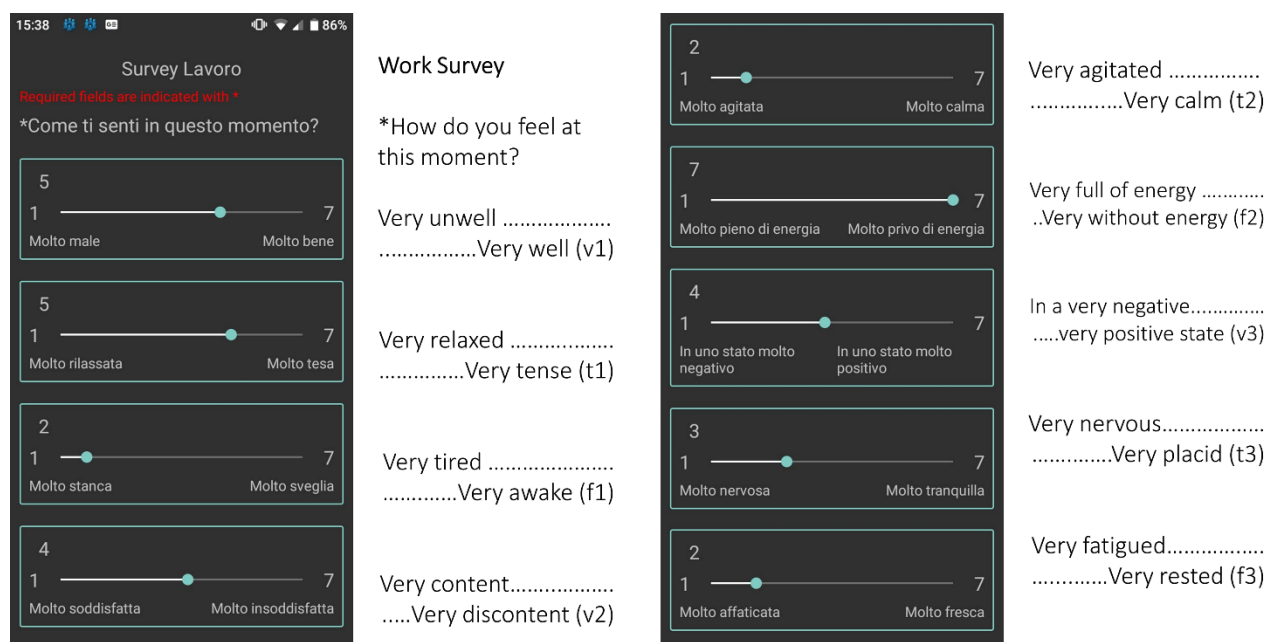 15:38 GE 86%
Survey Lavoro
Required fields are indicated with *
*Come ti senti in questo momento?
5
1 7
Molto male Molto bene
5
1 7
Molto rilassata Molto tesa
2
1 7
Molto stanca Molto sveglia
4
1 7
Molto soddisfatta Molto insoddisfatta
Work Survey
*How do you feel at
this moment?
Very unwell ...................
.................Very well (v1)
Very relaxed ..................
...............Very tense (t1)
Very tired ......................
.............Very awake (f1)
Very content..................
.....Very discontent (v2)
2
1 7
Molto agitata Molto calma
7
1 7
Molto pieno di energia Molto privo di energia
4
1 7
In uno stato molto In uno stato molto
negativo positivo
3
1 7
Molto nervosa Molto tranquilla
2
1 7
Molto affaticata Molto fresca
Very agitated ................
................Very calm (t2)
Very full of energy ............
..Very without energy (f2)
In a very negative..............
.....very positive state (v3)
Very nervous..................
..............Very placid (t3)
Very fatigued.................
.............Very rested (f3)